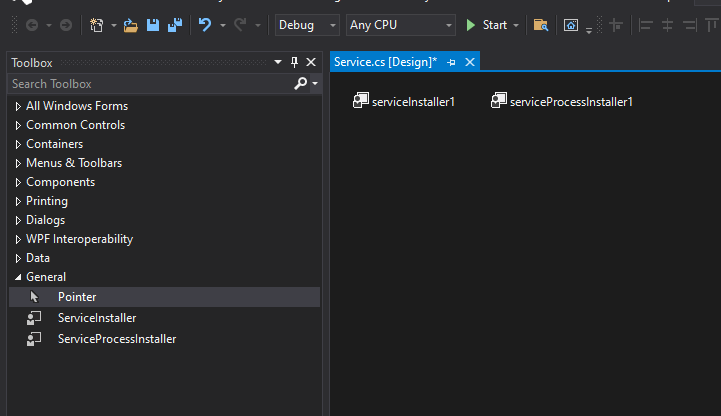 Debug
Any CPU
Start
Toolbox
Service.cs [Design]*
Search Toolbox
All Windows Forms
Common Controls
Containers
Menus & Toolbars
Components
Printing
Dialogs
WPF Interoperability
Data
General
Pointer
ServiceInstaller
ServiceProcessInstaller
serviceInstaller1
serviceProcessInstaller1